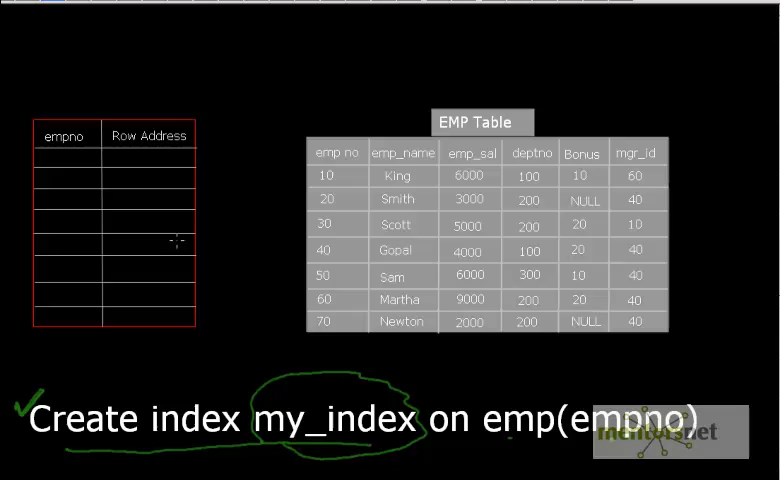 empno Row Address
EMP Table
emp no emp_name emp_sal deptno Bonus mgr_id
10 King 6000 100 10 60
20 Smith 3000 200 NULL 40
30 Scott 5000 200 20 10
40 Gopal 4000 100 20 40
50 Sam 6000 300 10 40
60 Martha 9000 200 20 40
70 Newton 2000 200 NULL 40
Create index my_index on emp(empno)
mentorsnet